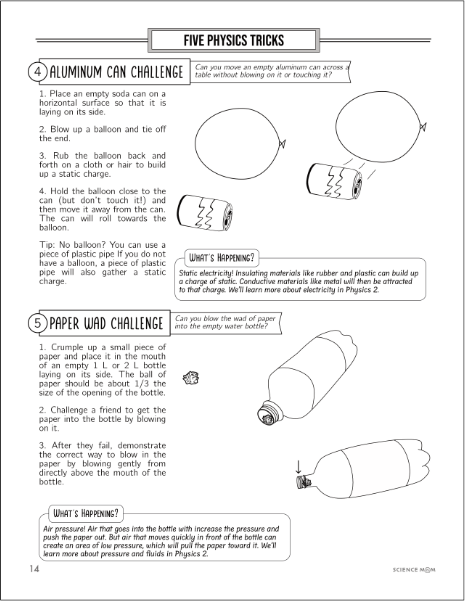 FIVE PHYSICS TRICKS
4 ALUMINUM CAN CHALLENGE
Can you move an empty aluminum can across a
table without blowing on it or touching it?
1. Place an empty soda can on a
horizontal surface so that it is
laying on its side.
2. Blow up a balloon and tie off
the end.
3. Rub the balloon back and
forth on a cloth or hair to build
up a static charge.
4. Hold the balloon close to the
can (but don't touch it!) and
then move it away from the can.
The can will roll towards the
balloon.
Tip: No balloon? You can use a
piece of plastic pipe If you do not
have a balloon, a piece of plastic
pipe will also gather a static
charge.
WHAT'S HAPPENING?
Static electricity! Insulating materials like rubber and plastic can build up
a charge of static. Conductive materials like metal will then be attracted
to that charge. We'll learn more about electricity in Physics 2.
5 PAPER WAD CHALLENGE
Can you blow the wad of paper
into the empty water bottle?
1. Crumple up a small piece of
paper and place it in the mouth
of an empty 1 L or 2 L bottle
laying on its side. The ball of
paper should be about 1/3 the
size of the opening of the bottle.
2. Challenge a friend to get the
paper into the bottle by blowing
on it.
3. After they fail, demonstrate
the correct way to blow in the
paper by blowing gently from
directly above the mouth of the
bottle.
WHAT'S HAPPENING?
Air pressure! Air that goes into the bottle with increase the pressure and
push the paper out. But air that moves quickly in front of the bottle can
create an area of low pressure, which will pull the paper toward it. We'll
learn more about pressure and fluids in Physics 2.
14
SCIENCE MOM